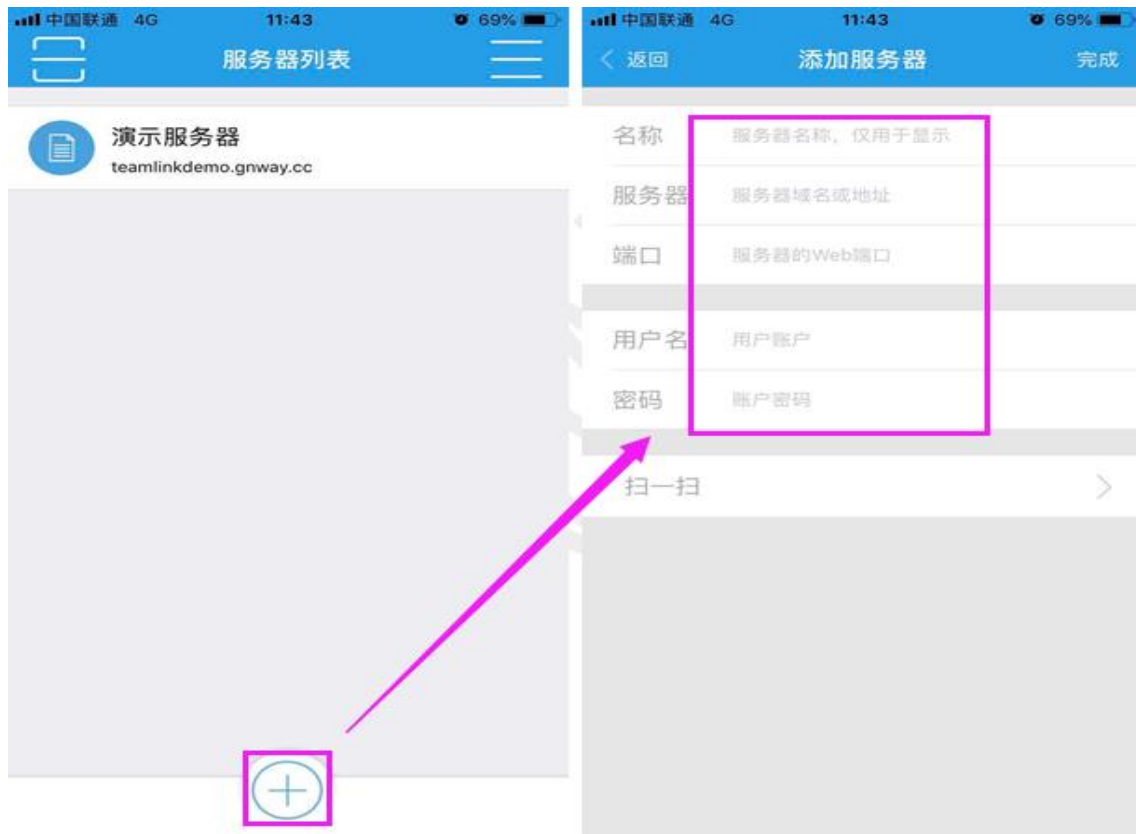 中国联通 4G 11:43 69%
服务器列表
演示服务器
teamlinkdemo.gnway.cc
中国联通 4G 11:43 69%
返回 添加服务器 完成
名称 服务器名称，仅用于显示
服务器 服务器域名或地址
端口 服务器的Web端口
用户名 用户账户
密码 账户密码
扫一扫